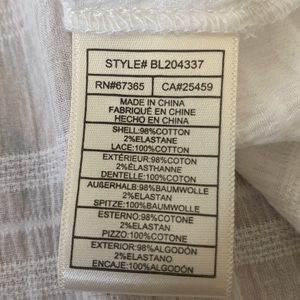 STYLE# BL204337
RN#67365 CA#25459
MADE IN CHINA
FABRIQUÉ EN CHINE
HECHO EN CHINA
SHELL:98%COTTON
2%ELASTANE
LACE:100%COTTON
EXTÉRIEUR:98%COTON
2%ÉLASTHANNE
DENTELLE:100%COTON
AUßERHALB:98%BAUMWOLLE
2%ELASTAN
SPITZE:100%BAUMWOLLE
ESTERNO:98%COTONE
2%ELASTAN
PIZZO:100%COTONE
EXTERIOR:98%ALGODÓN
2%ELASTANO
ENCAJE:100%ALGODÓN